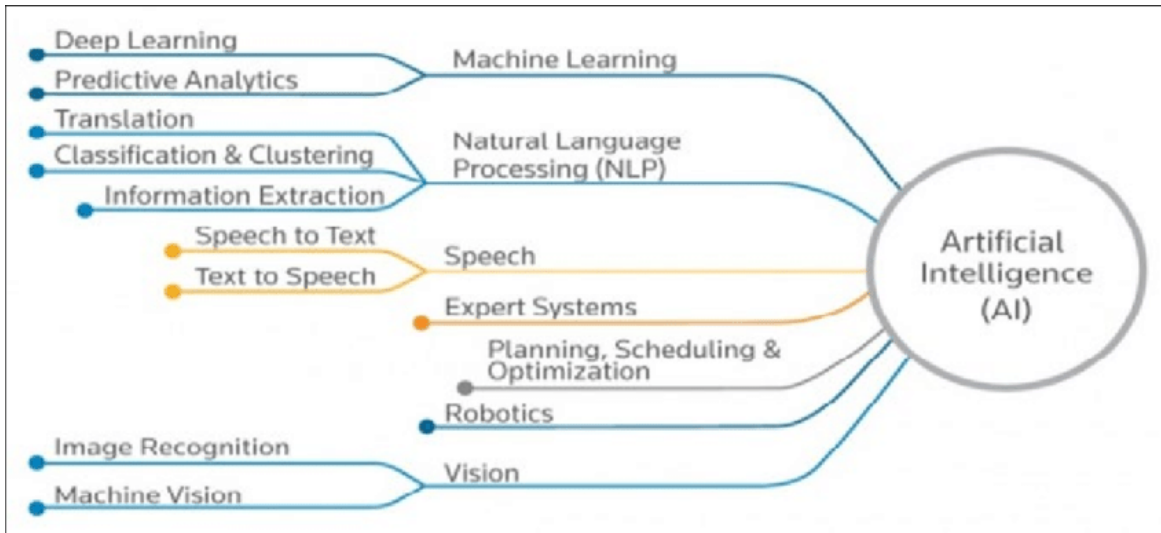 Deep Learning
Predictive Analytics
Machine Learning
Translation
Classification & Clustering
Information Extraction
Natural Language
Processing (NLP)
Speech to Text
Text to Speech
Speech
Expert Systems
Planning, Scheduling &
Optimization
Robotics
Image Recognition
Machine Vision
Vision
Artificial
Intelligence
(AI)